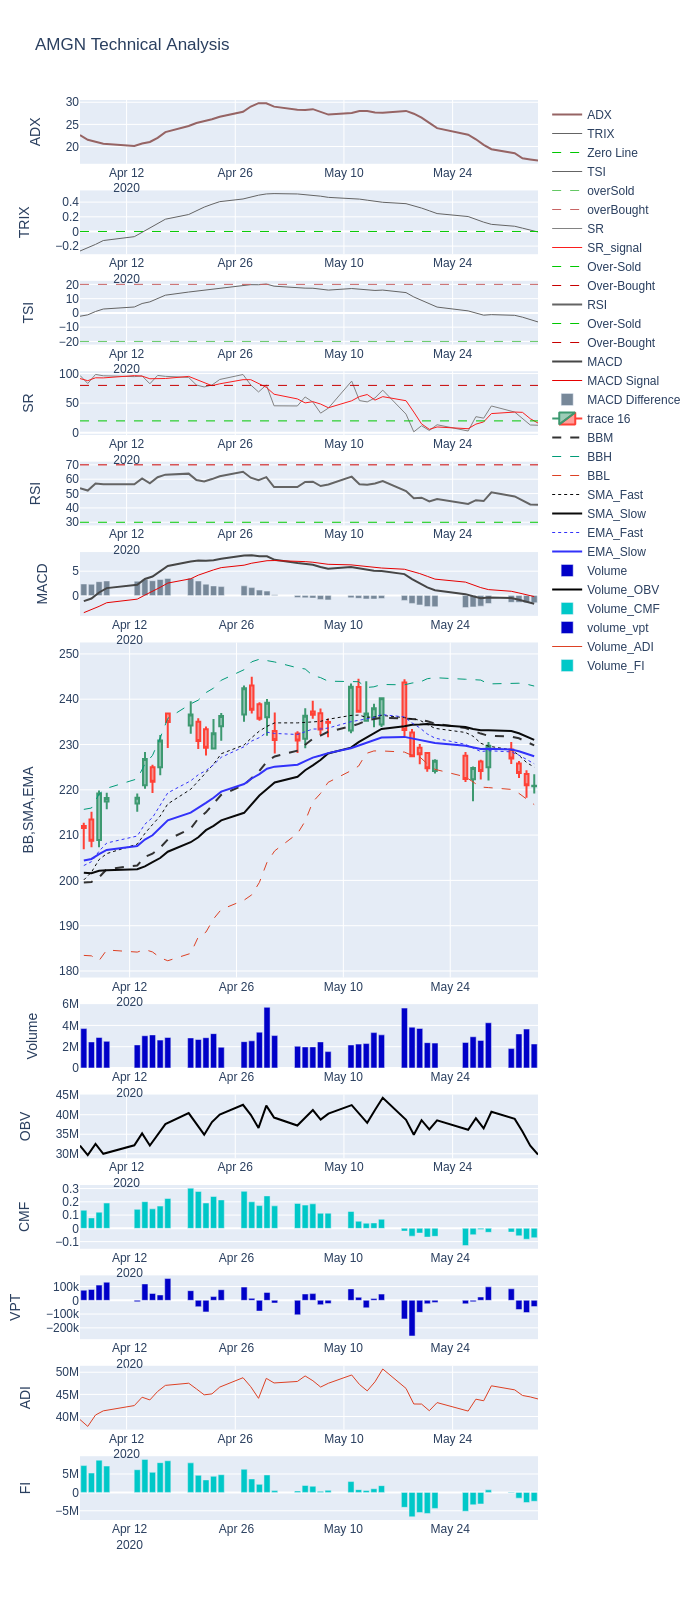 AMGN Technical Analysis
ADX
30
25
20
Apr 12
2020
Apr 26
May 10
May 24
TRIX
0.4
0.2
0
−0.2
Apr 12
2020
Apr 26
May 10
May 24
TSI
20
10
0
−10
−20
Apr 12
2020
Apr 26
May 10
May 24
SR
100
50
0
Apr 12
2020
Apr 26
May 10
May 24
RSI
70
60
50
40
30
Apr 12
2020
Apr 26
May 10
May 24
MACD
5
0
Apr 12
2020
Apr 26
May 10
May 24
BB,SMA,EMA
250
240
230
220
210
200
190
180
Apr 12
2020
Apr 26
May 10
May 24
Volume
6M
4M
2M
0
Apr 12
2020
Apr 26
May 10
May 24
OBV
45M
40M
35M
30M
Apr 12
2020
Apr 26
May 10
May 24
CMF
0.3
0.2
0.1
0
−0.1
Apr 12
2020
Apr 26
May 10
May 24
VPT
100k
0
−100k
−200k
Apr 12
2020
Apr 26
May 10
May 24
ADI
50M
45M
40M
Apr 12
2020
Apr 26
May 10
May 24
FI
5M
0
−5M
Apr 12
2020
Apr 26
May 10
May 24
ADX
TRIX
Zero Line
TSI
overSold
overBought
SR
SR_signal
Over-Sold
Over-Bought
RSI
Over-Sold
Over-Bought
MACD
MACD Signal
MACD Difference
trace 16
BBM
BBH
BBL
SMA_Fast
SMA_Slow
EMA_Fast
EMA_Slow
Volume
Volume_OBV
Volume_CMF
volume_vpt
Volume_ADI
Volume_FI